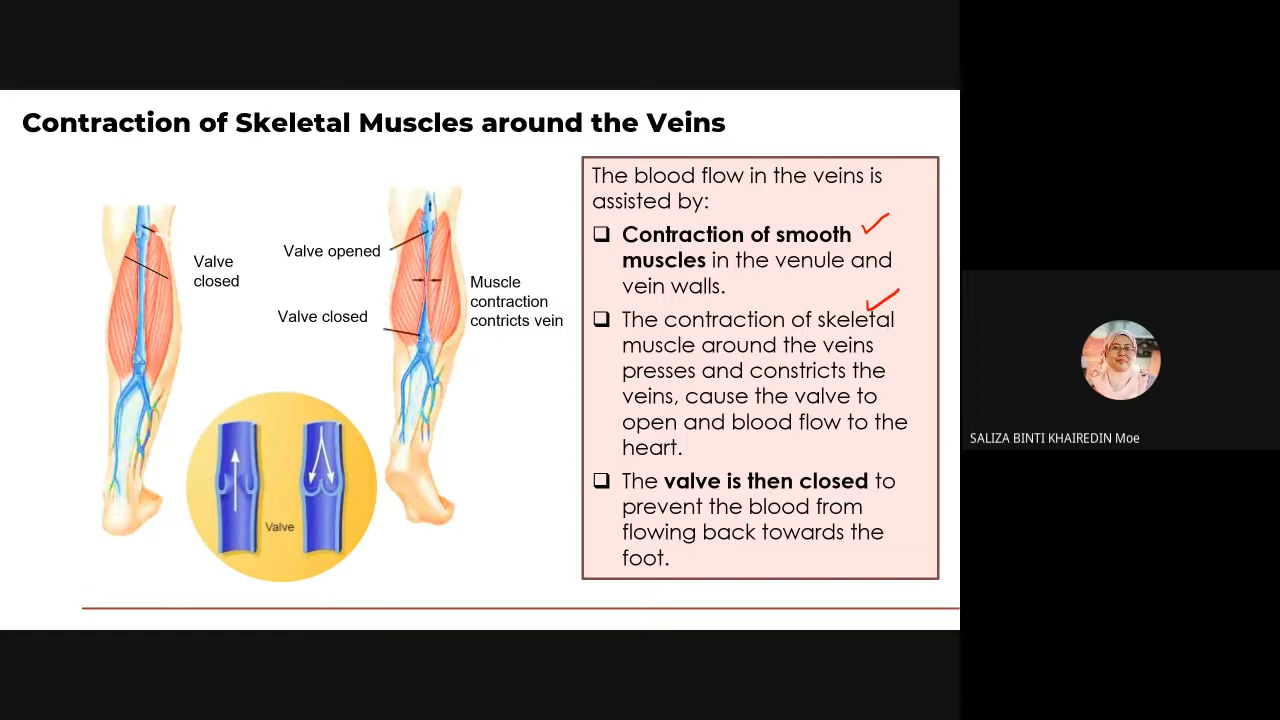 Contraction of Skeletal Muscles around the Veins
Valve
closed
Valve opened
Valve closed
Muscle
contraction
contricts vein
Valve
The blood flow in the veins is
assisted by:
❑ Contraction of smooth
muscles in the venule and
vein walls.
❑ The contraction of skeletal
muscle around the veins
presses and constricts the
veins, cause the valve to
open and blood flow to the
heart.
❑ The valve is then closed to
prevent the blood from
flowing back towards the
foot.
SALIZA BINTI KHAIREDIN Moe